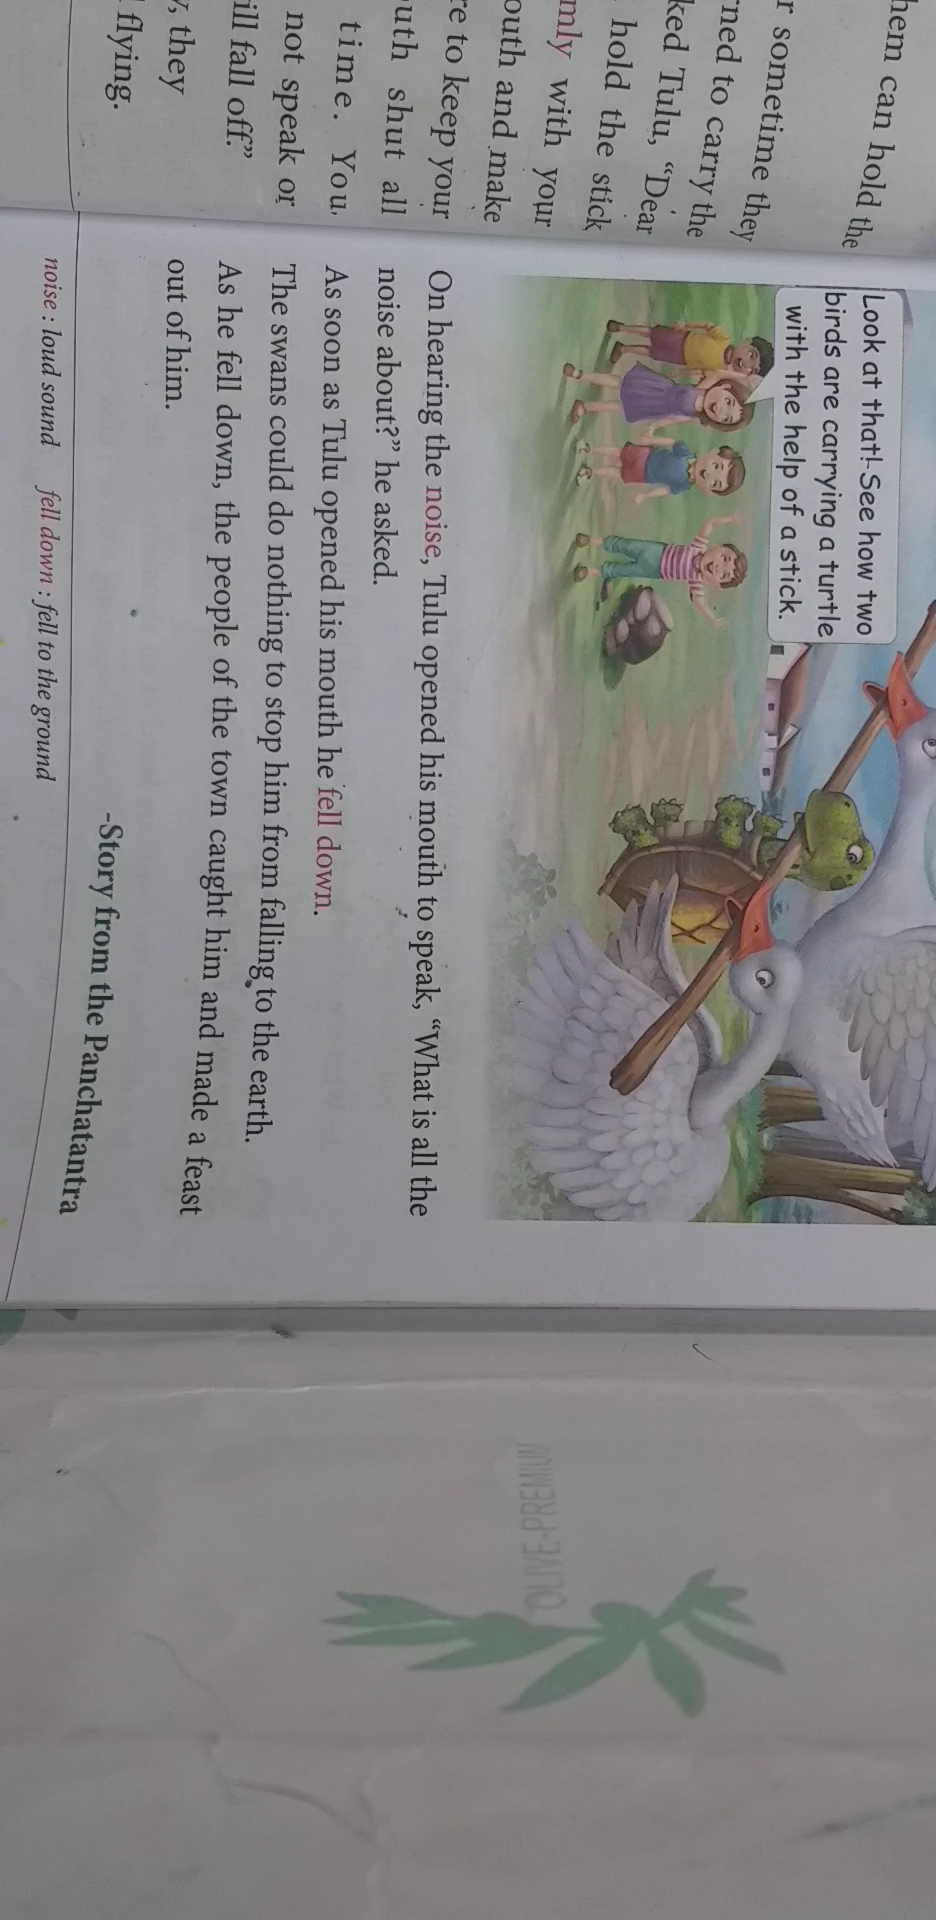 hem can hold the
r sometime they
rned to carry the
ked Tulu, “Dear
hold the stick
mly with your
outh and make
re to keep your
uth shut all
time. You
not speak or
ill fall off”
y, they
flying.
Look at that! See how two
birds are carrying a turtle
with the help of a stick.
On hearing the noise, Tulu opened his mouth to speak, “What is all the
noise about?” he asked.
As soon as Tulu opened his mouth he fell down.
The swans could do nothing to stop him from falling to the earth.
As he fell down, the people of the town caught him and made a feast
out of him.
-Story from the Panchatantra
noise : loud sound fell down : fell to the ground
OLIVE-PREMIUM